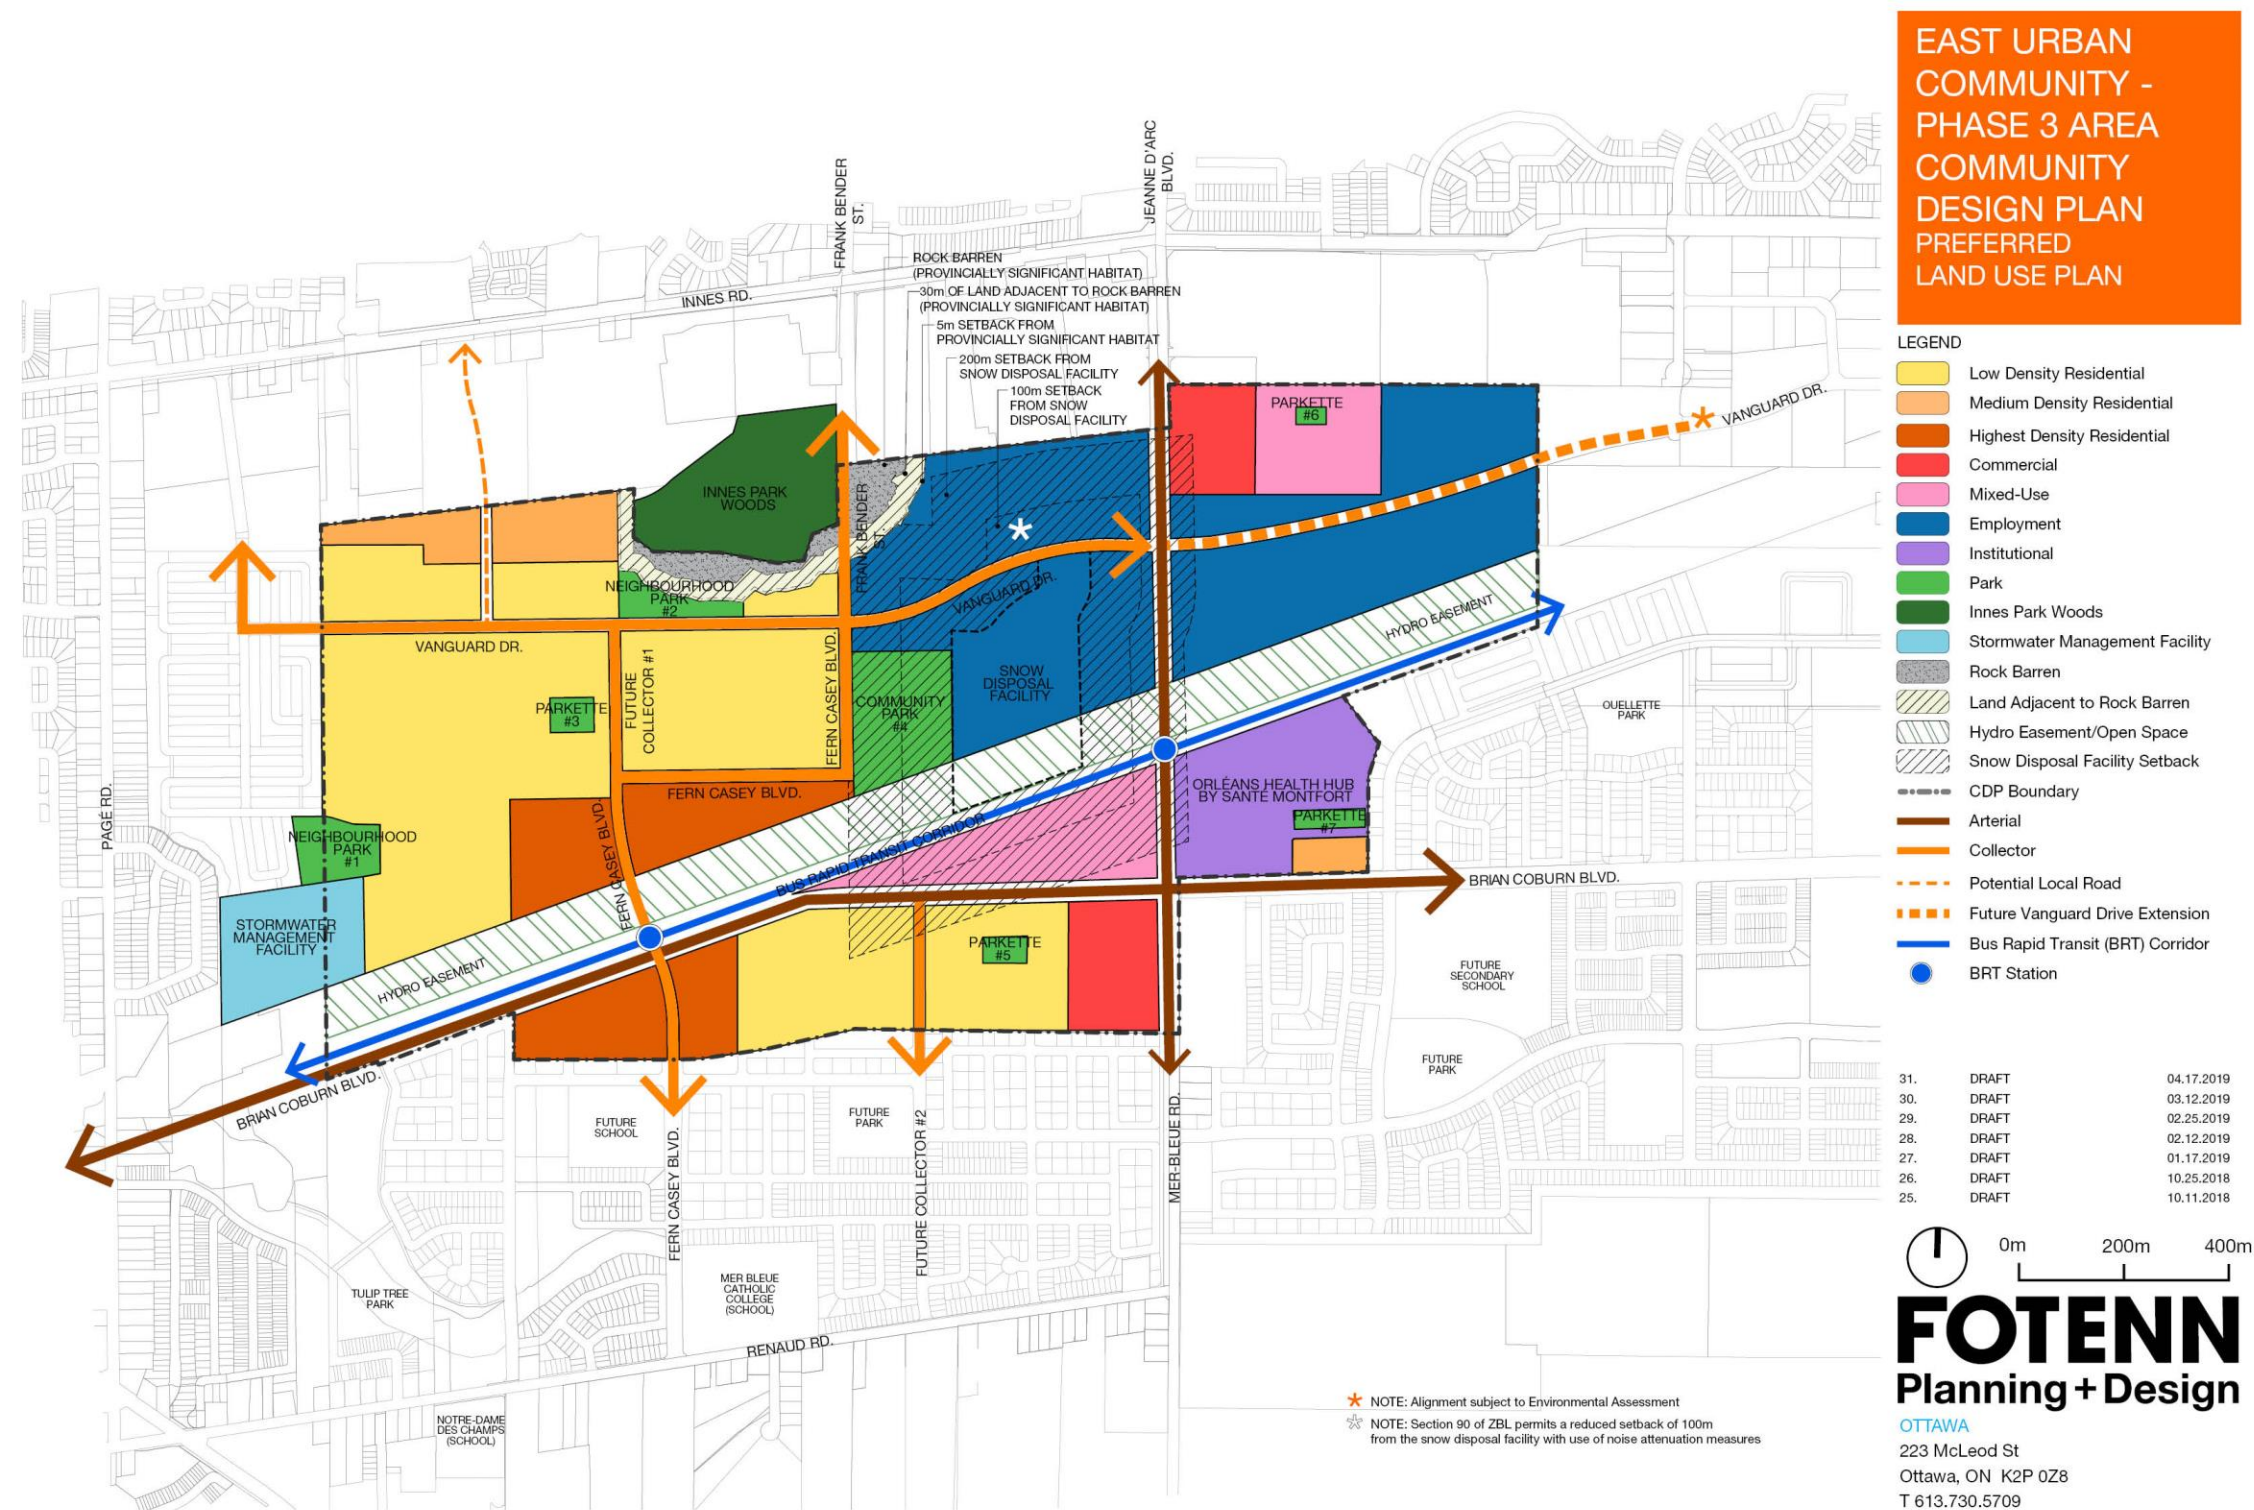 EAST URBAN
COMMUNITY -
PHASE 3 AREA
COMMUNITY
DESIGN PLAN
PREFERRED
LAND USE PLAN
LEGEND
Low Density Residential
Medium Density Residential
Highest Density Residential
Commercial
Mixed-Use
Employment
Institutional
Park
Innes Park Woods
Stormwater Management Facility
Rock Barren
Land Adjacent to Rock Barren
Hydro Easement/Open Space
Snow Disposal Facility Setback
CDP Boundary
Arterial
Collector
Potential Local Road
Future Vanguard Drive Extension
Bus Rapid Transit (BRT) Corridor
BRT Station
31. DRAFT 04.17.2019
30. DRAFT 03.12.2019
29. DRAFT 02.25.2019
28. DRAFT 02.12.2019
27. DRAFT 01.17.2019
26. DRAFT 10.25.2018
25. DRAFT 10.11.2018
0m 200m 400m
FOTENN
Planning + Design
OTTAWA
223 McLeod St
Ottawa, ON K2P 0Z8
T 613.730.5709
JEANNE D'ARC
BLVD.
FRANK BENDER
ST.
INNES RD.
ROCK BARREN
(PROVINCIALLY SIGNIFICANT HABITAT)
30m OF LAND ADJACENT TO ROCK BARREN
(PROVINCIALLY SIGNIFICANT HABITAT)
5m SETBACK FROM
PROVINCIALLY SIGNIFICANT HABITAT
200m SETBACK FROM
SNOW DISPOSAL FACILITY
100m SETBACK
FROM SNOW
DISPOSAL FACILITY
PARKETTE
#6
VANGUARD DR.
INNES PARK
WOODS
FRANK BENDER
ST.
NEIGHBOURHOOD
PARK
#2
VANGUARD DR.
VANGUARD DR.
HYDRO EASEMENT
FUTURE
COLLECTOR #1
FERN CASEY BLVD.
PARKETTE
#3
COMMUNITY
PARK
#4
SNOW
DISPOSAL
FACILITY
OUELLETTE
PARK
PAGE RD.
FERN CASEY BLVD.
FERN CASEY BLVD.
ORLÉANS HEALTH HUB
BY SANTÉ MONTFORT
PARKETTE
#7
NEIGHBOURHOOD
PARK
#1
BUS RAPID TRANSIT CORRIDOR
BRIAN COBURN BLVD.
STORMWATER
MANAGEMENT
FACILITY
HYDRO EASEMENT
PARKETTE
#5
FUTURE
SECONDARY
SCHOOL
FUTURE
PARK
BRIAN COBURN BLVD.
FUTURE
SCHOOL
FUTURE
PARK
FERN CASEY BLVD.
FUTURE COLLECTOR #2
MER-BLEUE RD.
TULIP TREE
PARK
MER BLEUE
CATHOLIC
COLLEGE
(SCHOOL)
RENAUD RD.
NOTRE-DAME
DES CHAMPS
(SCHOOL)
* NOTE: Alignment subject to Environmental Assessment
* NOTE: Section 90 of ZBL permits a reduced setback of 100m
from the snow disposal facility with use of noise attenuation measures